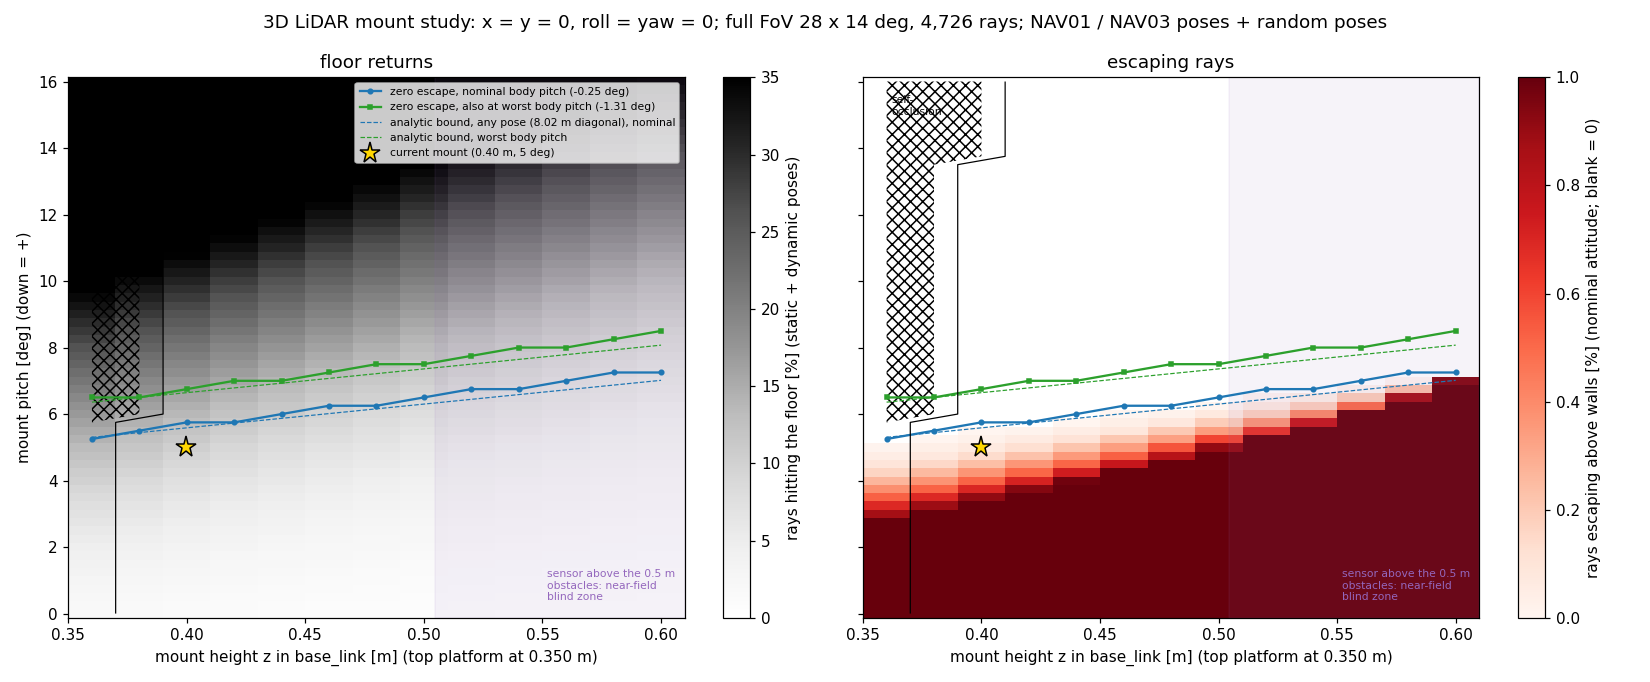 3D LiDAR mount study: x = y = 0, roll = yaw = 0; full FoV 28 x 14 deg, 4,726 rays; NAV01 / NAV03 poses + random poses
floor returns
zero escape, nominal body pitch (-0.25 deg)
zero escape, also at worst body pitch (-1.31 deg)
analytic bound, any pose (8.02 m diagonal), nominal
analytic bound, worst body pitch
current mount (0.40 m, 5 deg)
mount pitch [deg] (down = +)
16
14
12
10
8
6
4
2
0
sensor above the 0.5 m
obstacles: near-field
blind zone
0.35
0.40
0.45
0.50
0.55
0.60
mount height z in base_link [m] (top platform at 0.350 m)
35
30
25
20
15
10
5
0
rays hitting the floor [%] (static + dynamic poses)
escaping rays
self-
occlusion
sensor above the 0.5 m
obstacles: near-field
blind zone
0.35
0.40
0.45
0.50
0.55
0.60
mount height z in base_link [m] (top platform at 0.350 m)
1.0
0.8
0.6
0.4
0.2
0.0
rays escaping above walls [%] (nominal attitude; blank = 0)